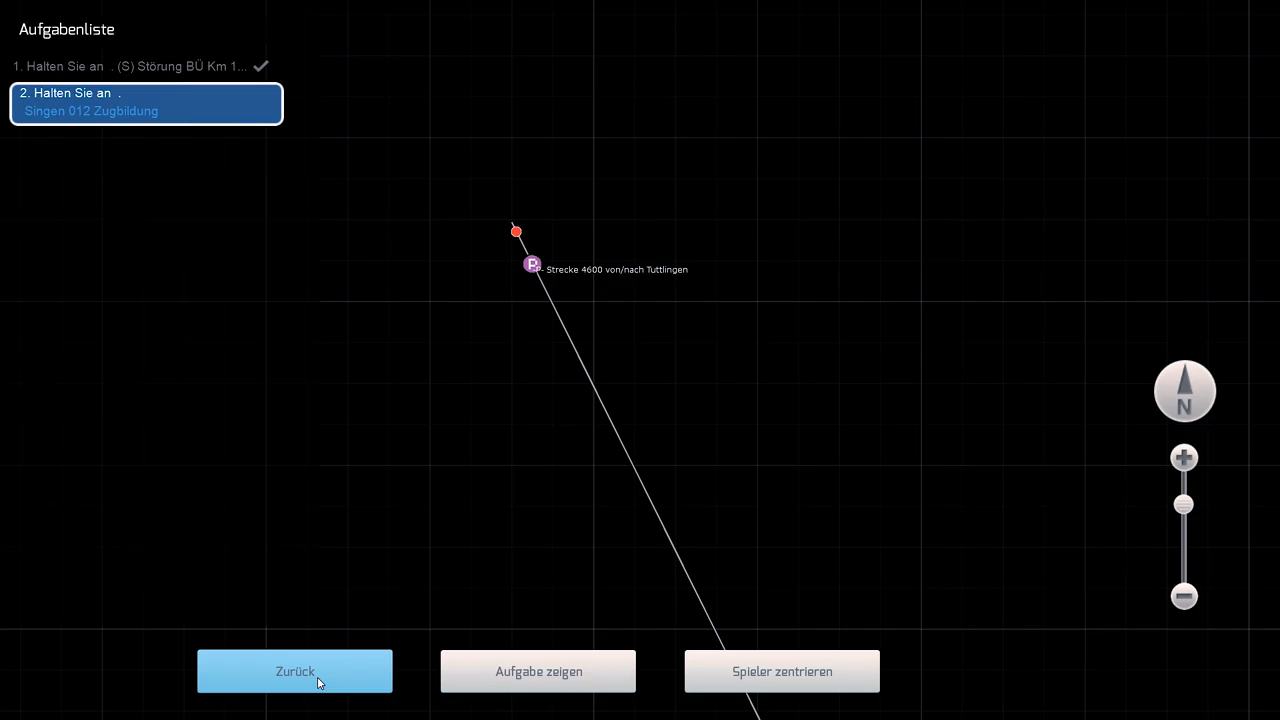 Aufgabenliste
1. Halten Sie an . (S) Störung BÜ Km 1...
2. Halten Sie an .
Singen 012 Zugbildung
P
P- Strecke 4600 von/nach Tuttlingen
N
Zurück
Aufgabe zeigen
Spieler zentrieren